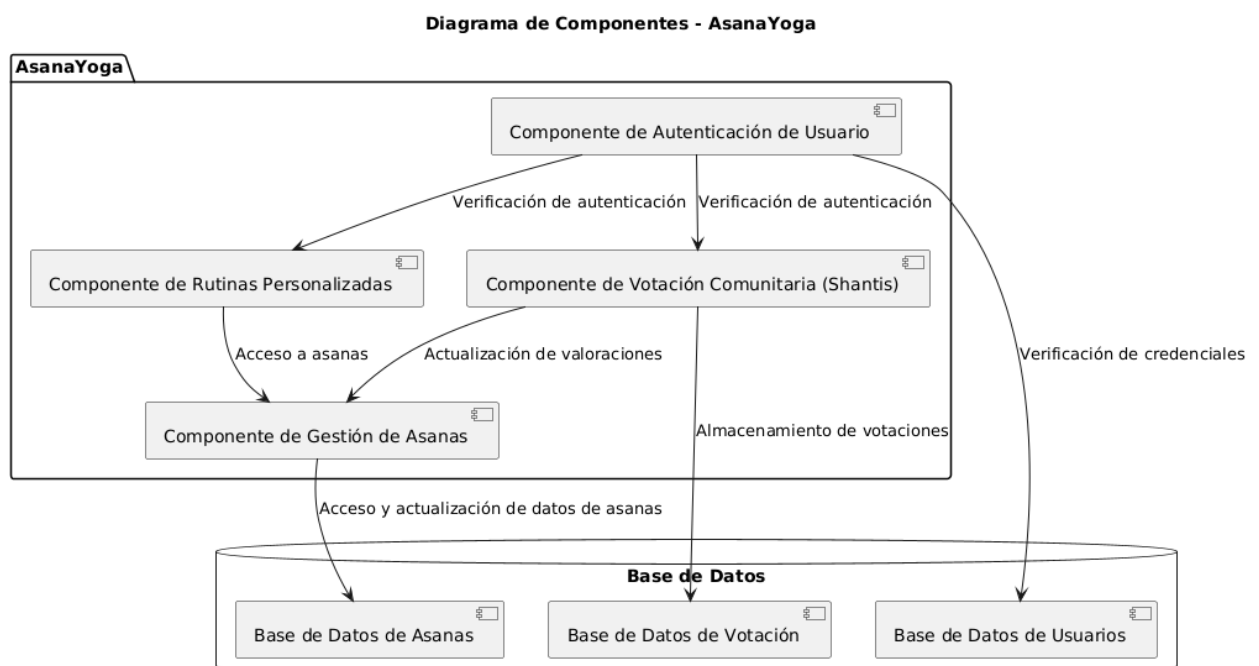 Diagrama de Componentes - AsanaYoga
AsanaYoga
Componente de Autenticación de Usuario
Verificación de autenticación
Verificación de autenticación
Componente de Rutinas Personalizadas
Componente de Votación Comunitaria (Shantis)
Acceso a asanas
Actualización de valoraciones
Verificación de credenciales
Componente de Gestión de Asanas
Almacenamiento de votaciones
Acceso y actualización de datos de asanas
Base de Datos
Base de Datos de Asanas
Base de Datos de Votación
Base de Datos de Usuarios